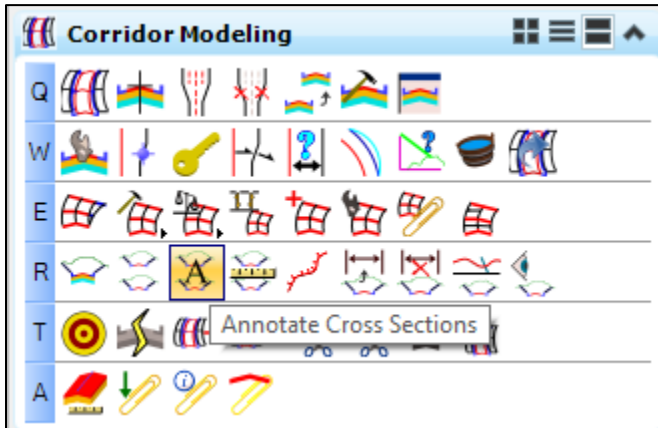 Corridor Modeling
Q
W
E
R
A
T
Annotate Cross Sections
A